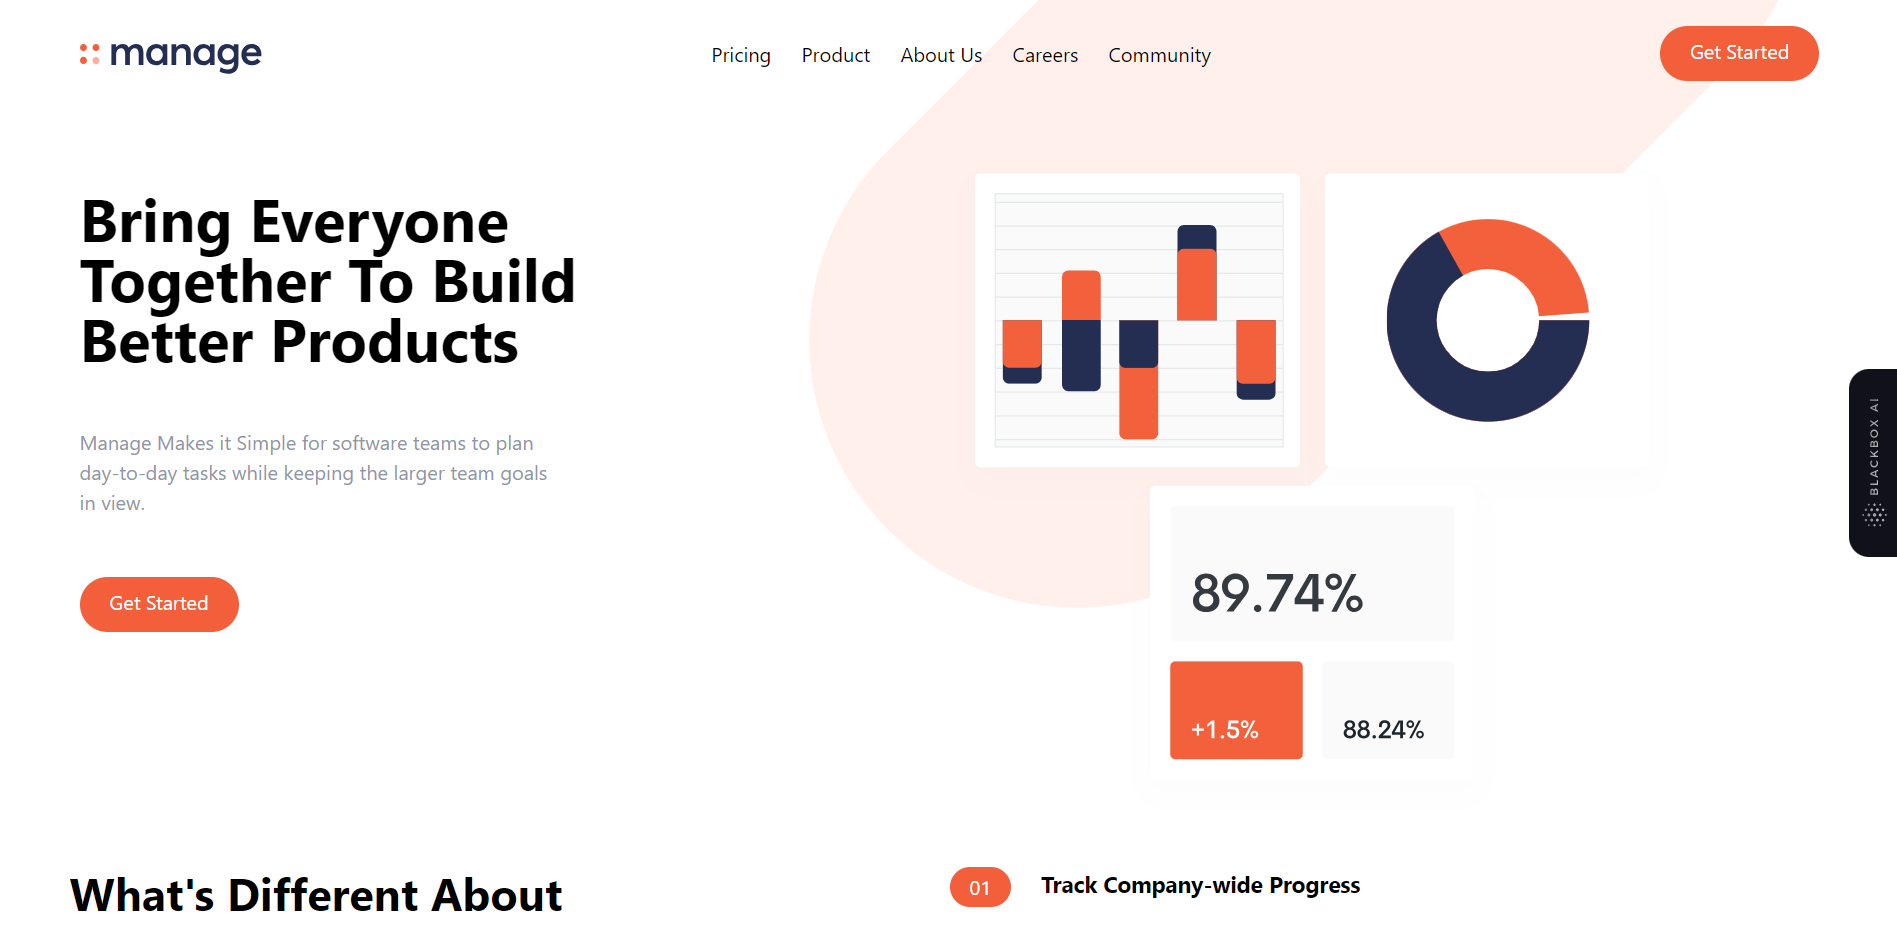 manage
Pricing Product About Us Careers Community
Get Started
Bring Everyone
Together To Build
Better Products
Manage Makes it Simple for software teams to plan
day-to-day tasks while keeping the larger team goals
in view.
Get Started
89.74%
+1.5%
88.24%
BLACKBOX AI
What's Different About
01 Track Company-wide Progress